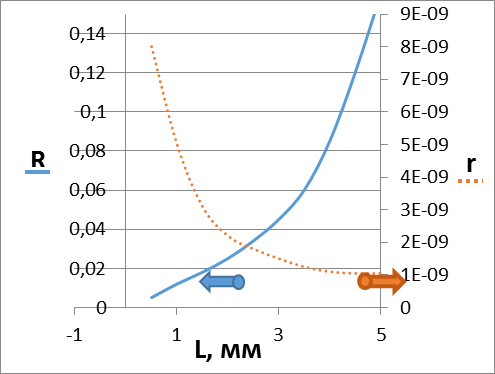 9E-09
0,14 8E-09
0,12 7E-09
0,1 6E-09
0,08 5E-09
R r
0,06 4E-09
3E-09
0,04 2E-09
0,02 1E-09
0 0
-1 1 3 5
L, мм